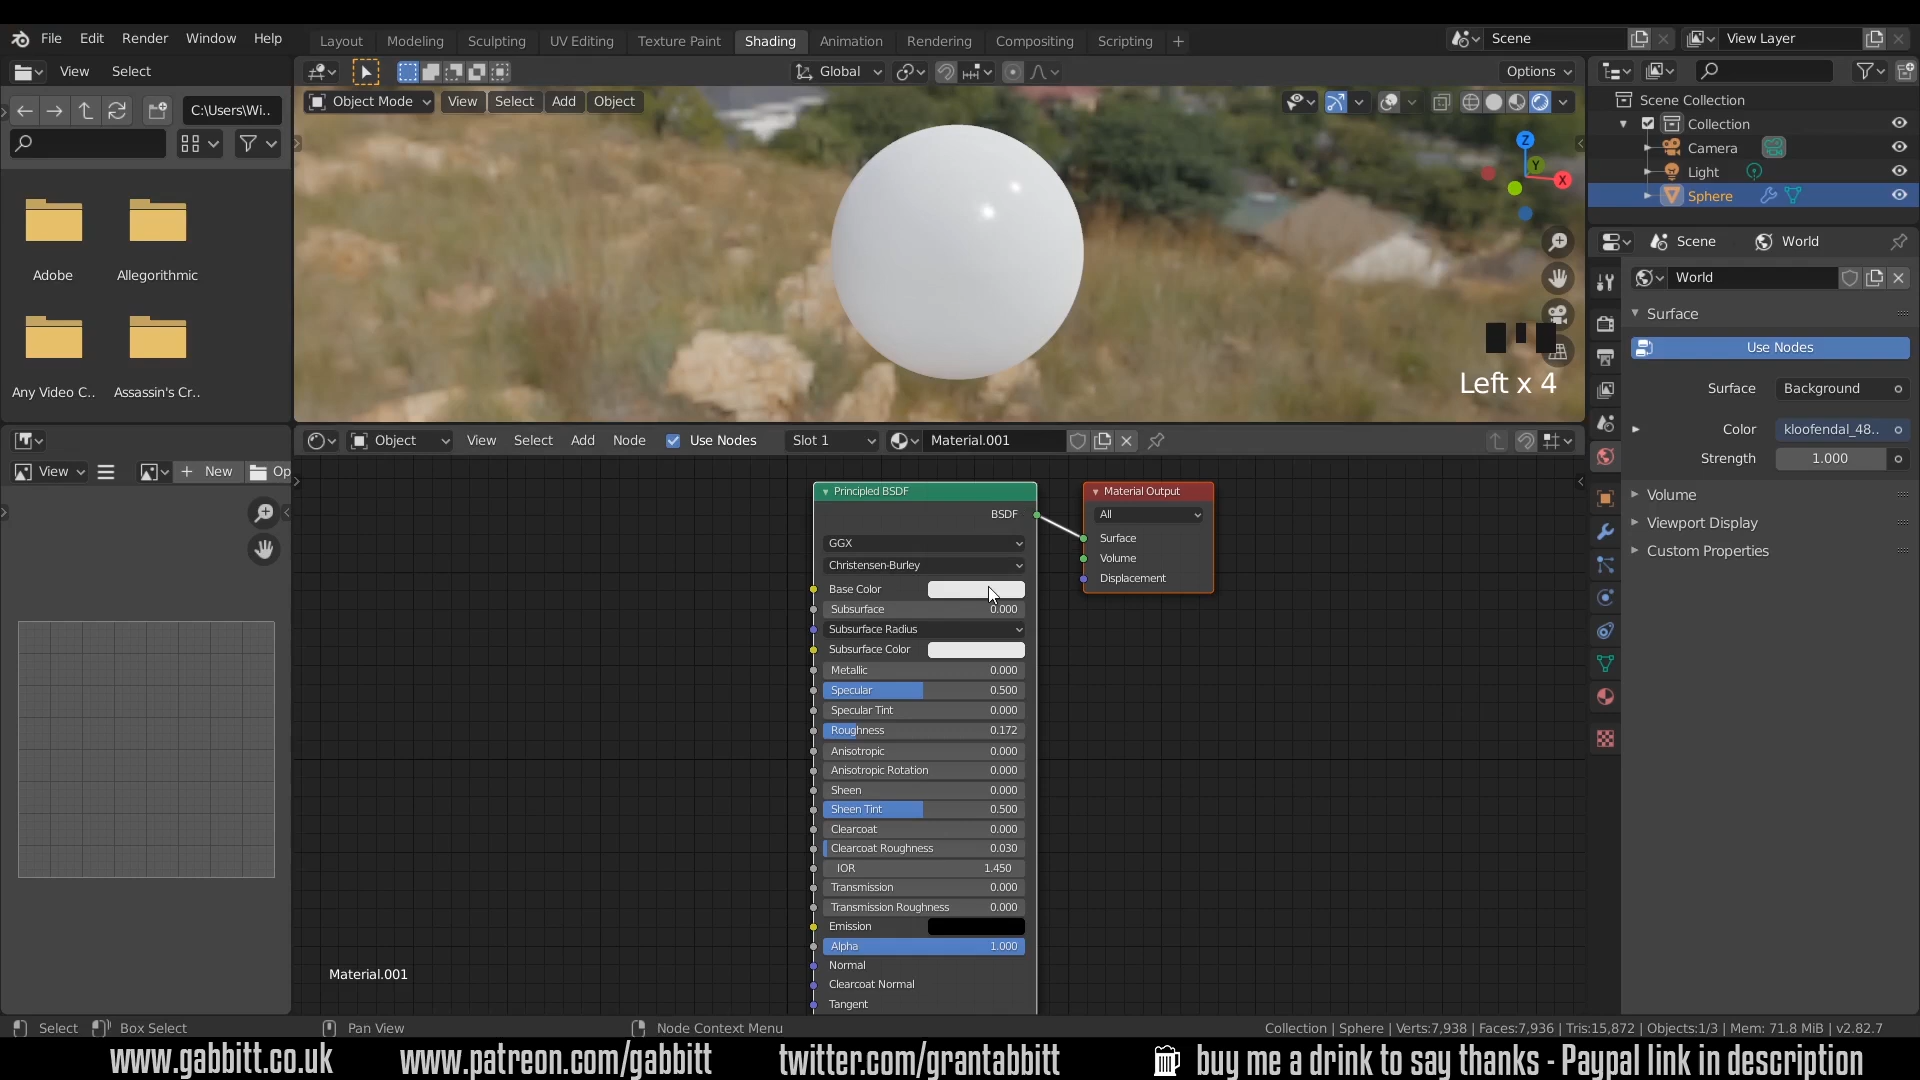 File Edit Render Window Help
Layout Modeling Sculpting UV Editing Texture Paint Shading Animation Rendering Compositing Scripting +
Scene View Layer
View Select
Global
Options
Object Mode View Select Add Object
C:\Users\Wi..
Scene Collection
Collection
Camera
Light
Sphere
Z
Y
X
Adobe
Allegorithmic
Any Video C..
Assassin's Cr..
Left x 4
Scene World
World
Surface
Use Nodes
Surface Background
Color kloofendal_48..
Strength 1.000
Volume
Viewport Display
Custom Properties
Object View Select Add Node Use Nodes Slot 1 Material.001
View New Op
Principled BSDF
BSDF
GGX
Christensen-Burley
Base Color
Subsurface 0.000
Subsurface Radius
Subsurface Color
Metallic 0.000
Specular 0.500
Specular Tint 0.000
Roughness 0.172
Anisotropic 0.000
Anisotropic Rotation 0.000
Sheen 0.000
Sheen Tint 0.500
Clearcoat 0.000
Clearcoat Roughness 0.030
IOR 1.450
Transmission 0.000
Transmission Roughness 0.000
Emission
Alpha 1.000
Normal
Clearcoat Normal
Tangent
Material Output
All
Surface
Volume
Displacement
Material.001
Select Box Select Pan View Node Context Menu
Collection | Sphere | Verts:7,938 | Faces:7,936 | Tris:15,872 | Objects:1/3 | Mem: 71.8 MiB | v2.82.7
www.gabbitt.co.uk www.patreon.com/gabbitt twitter.com/grantabbitt buy me a drink to say thanks - Paypal link in description